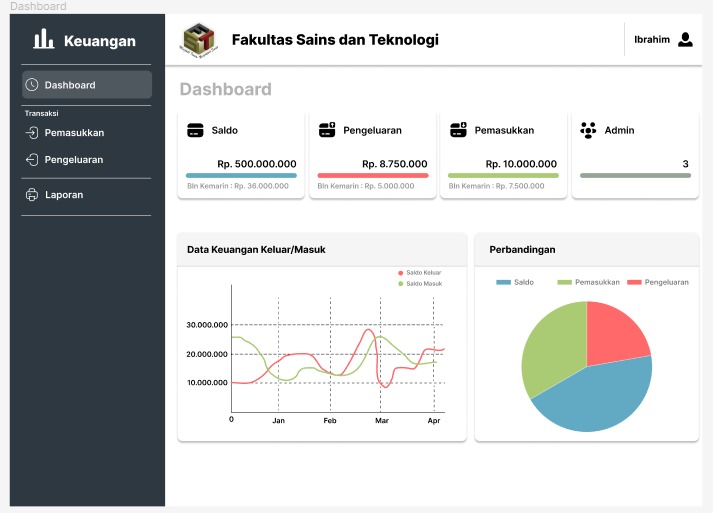 Dashboard
Keuangan
Fakultas Sains dan Teknologi
Ibrahim
Dashboard
Transaksi
Pemasukkan
Pengeluaran
Laporan
Dashboard
Saldo
Rp. 500.000.000
Bln Kemarin : Rp. 36.000.000
Pengeluaran
Rp. 8.750.000
Bln Kemarin : Rp. 5.000.000
Pemasukkan
Rp. 10.000.000
Bln Kemarin : Rp. 7.500.000
Admin
3
Data Keuangan Keluar/Masuk
Saldo Keluar
Saldo Masuk
30.000.000
20.000.000
10.000.000
0 Jan Feb Mar Apr
Perbandingan
Saldo Pemasukkan Pengeluaran